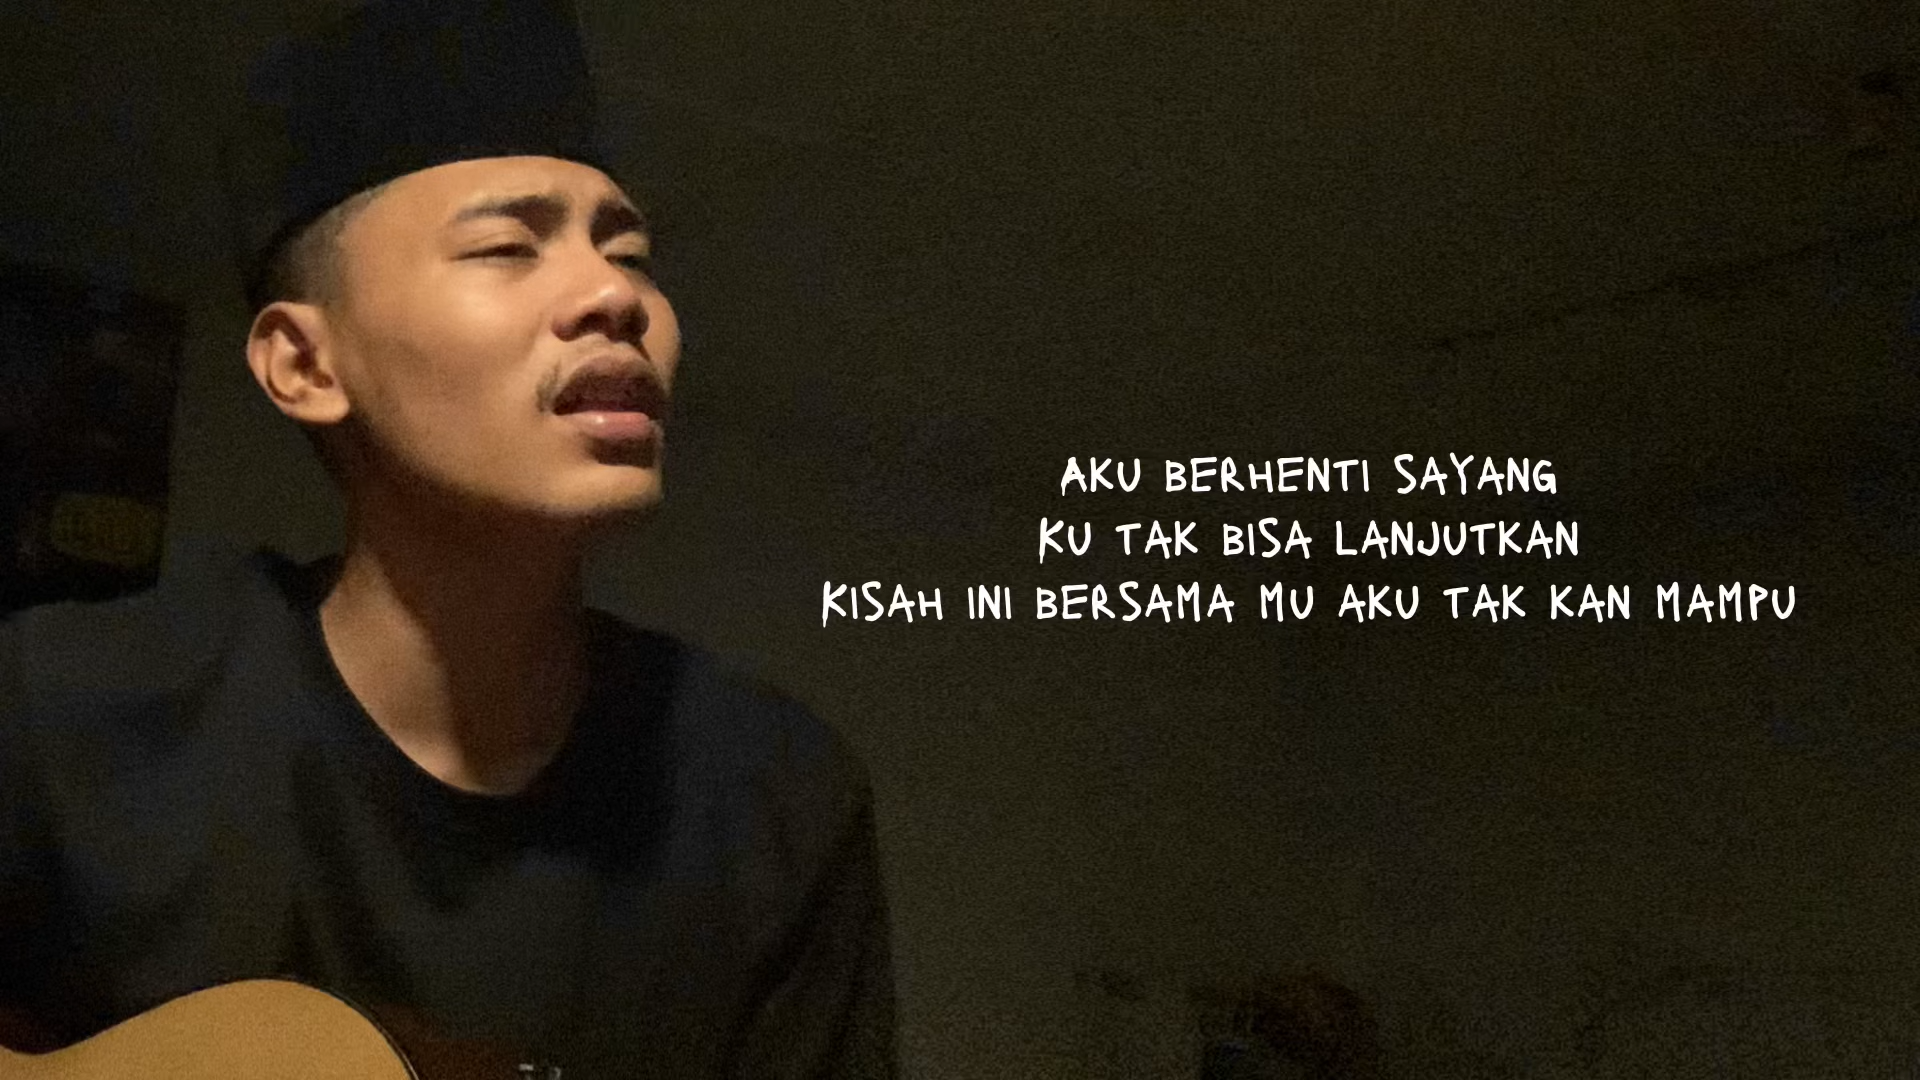 AKU BERHENTI SAYANG
KU TAK BISA LANJUTKAN
KISAH INI BERSAMA MU AKU TAK KAN MAMPU